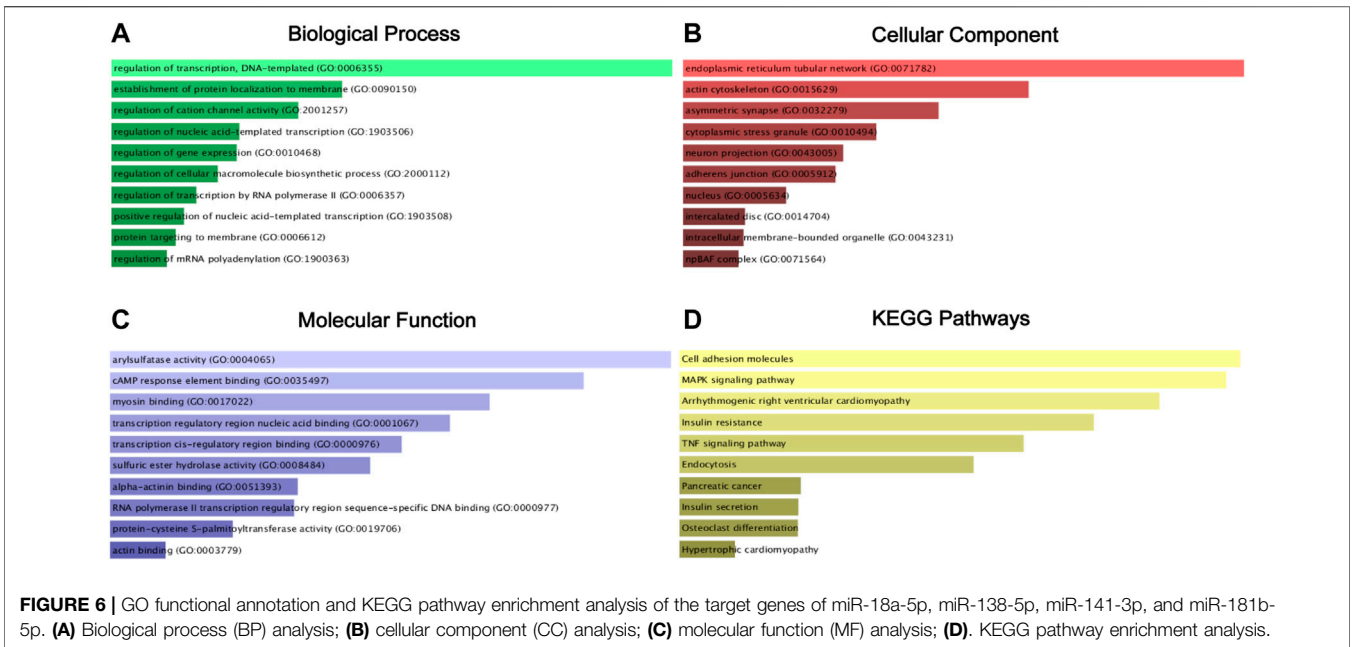 A Biological Process
regulation of transcription, DNA-templated (GO:0006355)
establishment of protein localization to membrane (GO:0090150)
regulation of cation channel activity (GO:2001257)
regulation of nucleic acid-templated transcription (GO:1903506)
regulation of gene expression (GO:0010468)
regulation of cellular macromolecule biosynthetic process (GO:2000112)
regulation of transcription by RNA polymerase II (GO:0006357)
positive regulation of nucleic acid-templated transcription (GO:1903508)
protein targeting to membrane (GO:0006612)
regulation of mRNA polyadenylation (GO:1900363)
B Cellular Component
endoplasmic reticulum tubular network (GO:0071782)
actin cytoskeleton (GO:0015629)
asymmetric synapse (GO:0032279)
cytoplasmic stress granule (GO:0010494)
neuron projection (GO:0043005)
adherens junction (GO:0005912)
nucleus (GO:0005634)
intercalated disc (GO:0014704)
intracellular membrane-bounded organelle (GO:0043231)
npBAF complex (GO:0071564)
C Molecular Function
arylsulfatase activity (GO:0004065)
cAMP response element binding (GO:0035497)
myosin binding (GO:0017022)
transcription regulatory region nucleic acid binding (GO:0001067)
transcription cis-regulatory region binding (GO:0000976)
sulfuric ester hydrolase activity (GO:0008484)
alpha-actinin binding (GO:0051393)
RNA polymerase II transcription regulatory region sequence-specific DNA binding (GO:0000977)
protein-cysteine S-palmitoyltransferase activity (GO:0019706)
actin binding (GO:0003779)
D KEGG Pathways
Cell adhesion molecules
MAPK signaling pathway
Arrhythmogenic right ventricular cardiomyopathy
Insulin resistance
TNF signaling pathway
Endocytosis
Pancreatic cancer
Insulin secretion
Osteoclast differentiation
Hypertrophic cardiomyopathy
FIGURE 6 | GO functional annotation and KEGG pathway enrichment analysis of the target genes of miR-18a-5p, miR-138-5p, miR-141-3p, and miR-181b-
5p. (A) Biological process (BP) analysis; (B) cellular component (CC) analysis; (C) molecular function (MF) analysis; (D). KEGG pathway enrichment analysis.